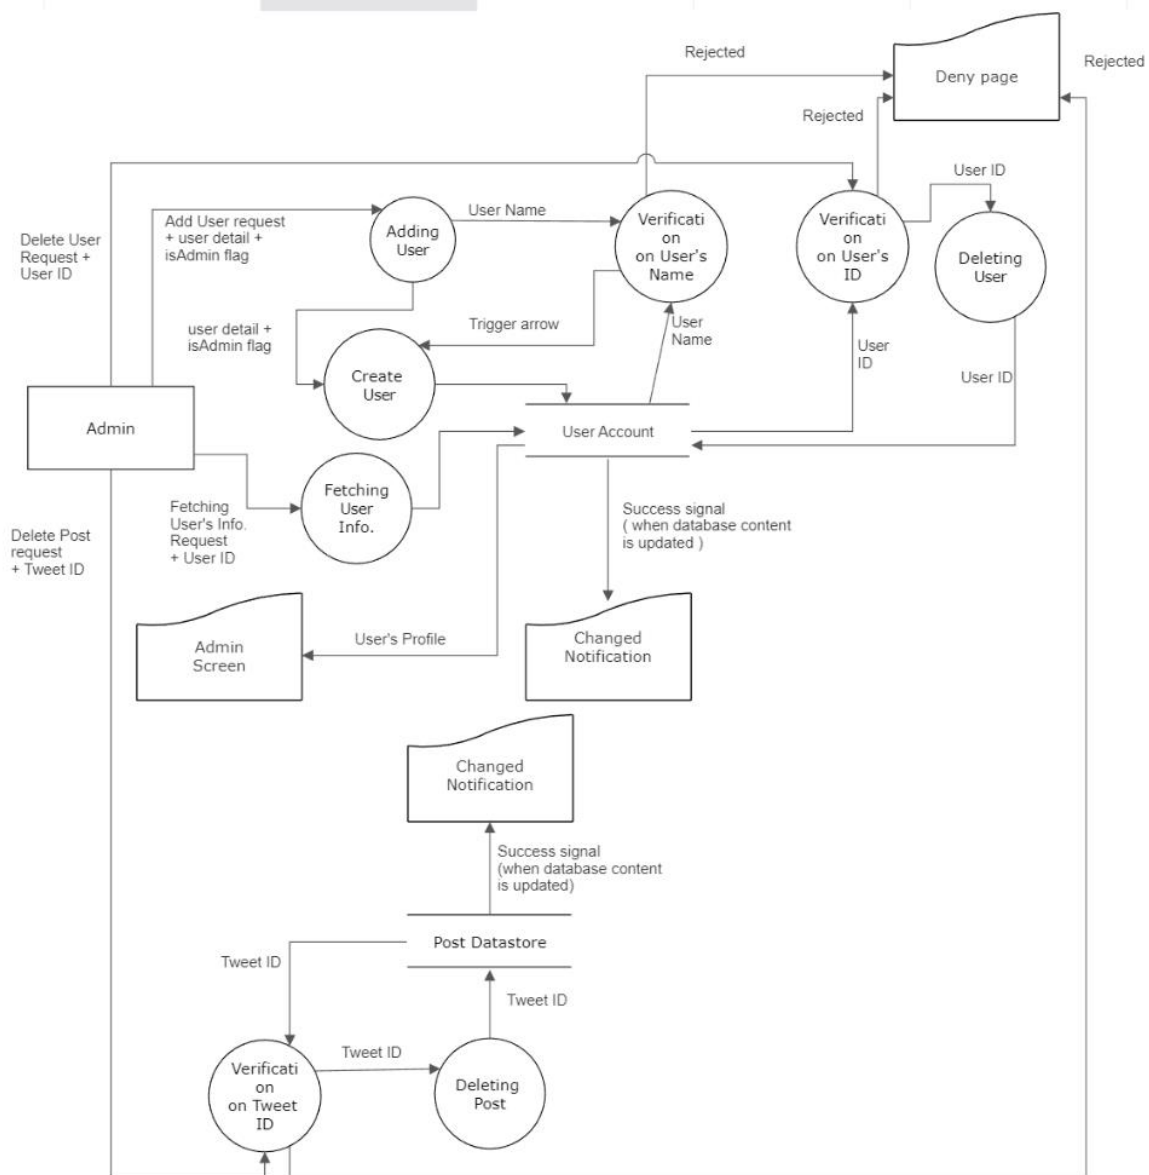 Rejected
Deny page
Rejected
Rejected
User ID
Delete User
Request +
User ID
Add User request
+ user detail +
isAdmin flag
Adding
User
User Name
Verificati
on
on User's
Name
Verificati
on
on User's
ID
Deleting
User
user detail +
isAdmin flag
Trigger arrow
User
Name
User
ID
User ID
Create
User
Admin
User Account
Fetching
User's Info.
Request
+ User ID
Fetching
User
Info.
Success signal
( when database content
is updated )
Delete Post
request
+ Tweet ID
Admin
Screen
User's Profile
Changed
Notification
Changed
Notification
Success signal
(when database content
is updated)
Post Datastore
Tweet ID
Tweet ID
Verificati
on
on Tweet
ID
Tweet ID
Deleting
Post